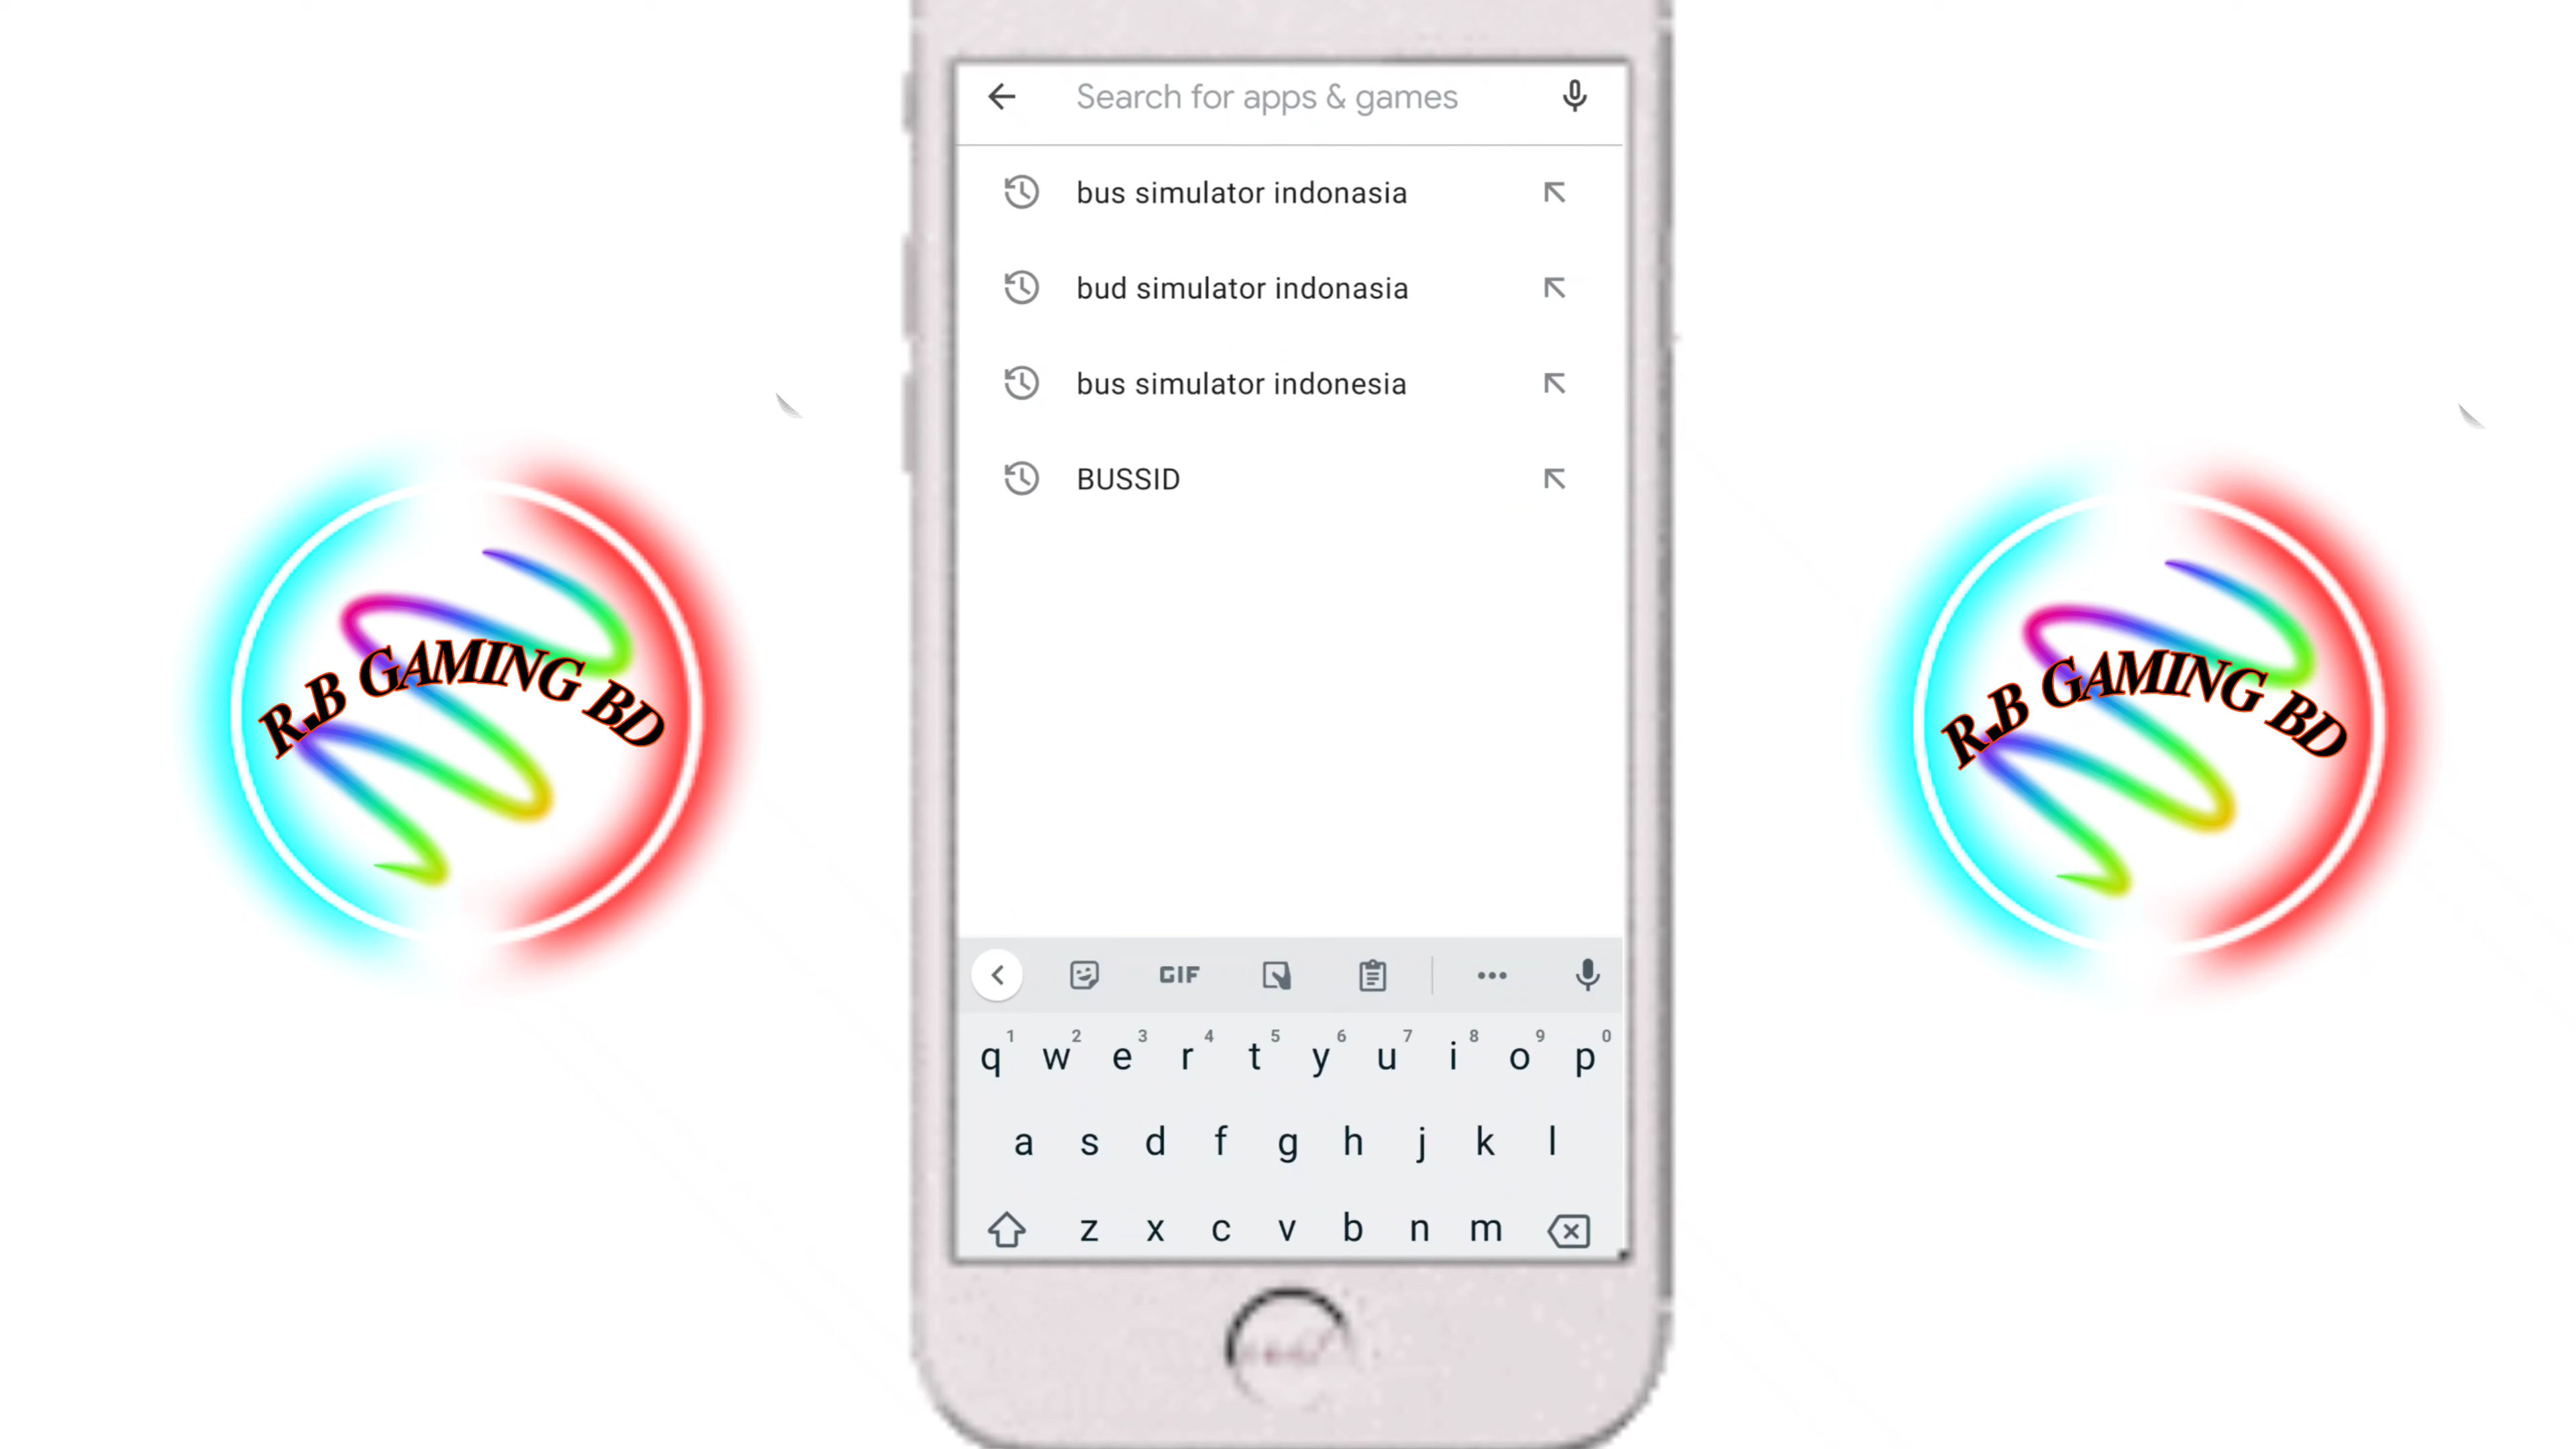 Search for apps & games
bus simulator indonasia
bud simulator indonasia
bus simulator indonesia
BUSSID
R.B GAMING BD
R.B GAMING BD
GIF
1 2 3 4 5 6 7 8 9 0
q w e r t y u i o p
a s d f g h j k l
z x c v b n m